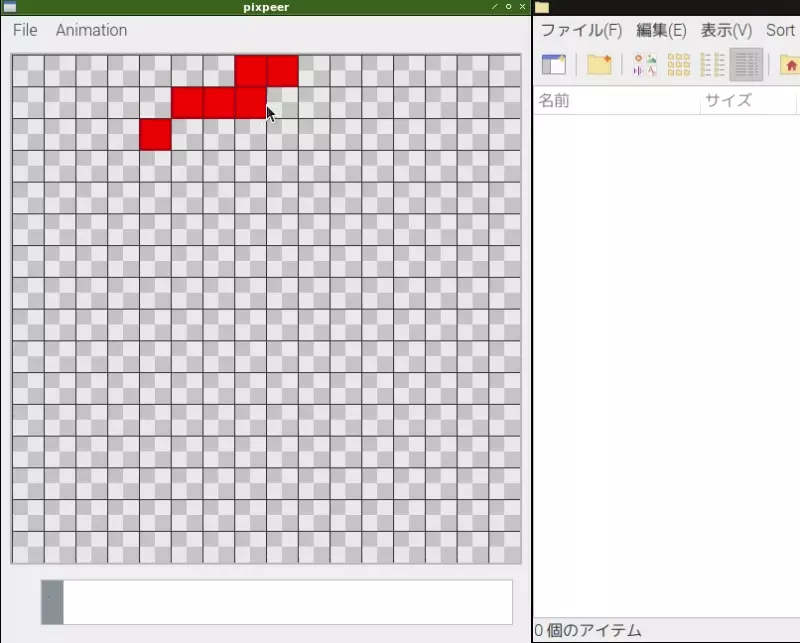 pixpeer
File Animation
ファイル(F) 編集(E) 表示(V) Sort
名前 サイズ
0 個のアイテム